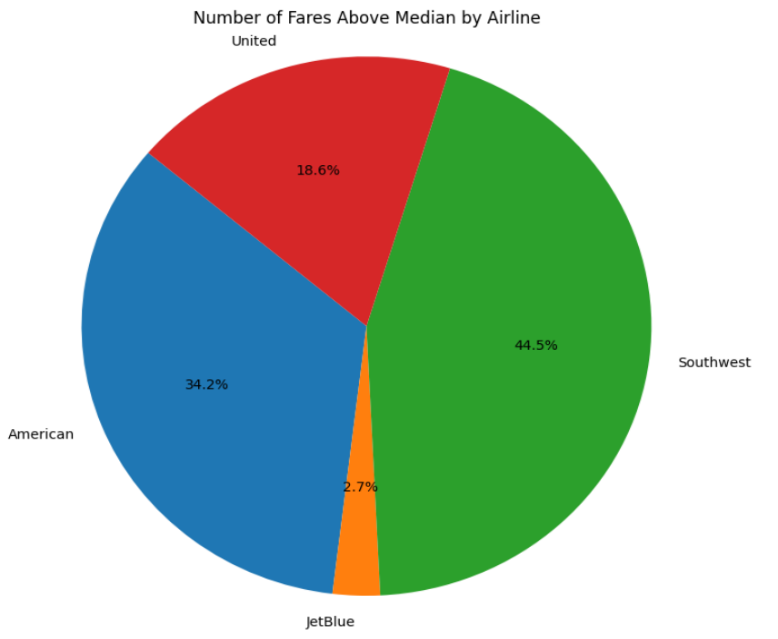 Number of Fares Above Median by Airline
United
18.6%
44.5%
Southwest
34.2%
American
2.7%
JetBlue